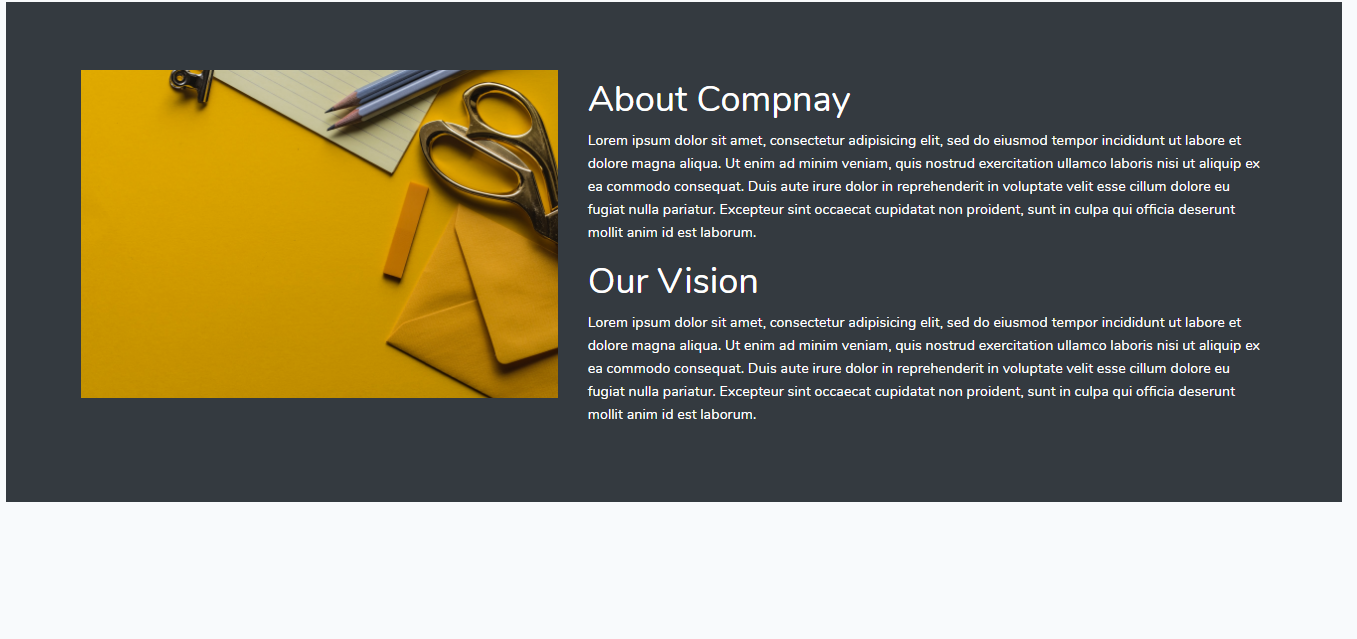 About Compnay
Lorem ipsum dolor sit amet, consectetur adipisicing elit, sed do eiusmod tempor incididunt ut labore et
dolore magna aliqua. Ut enim ad minim veniam, quis nostrud exercitation ullamco laboris nisi ut aliquip ex
ea commodo consequat. Duis aute irure dolor in reprehenderit in voluptate velit esse cillum dolore eu
fugiat nulla pariatur. Excepteur sint occaecat cupidatat non proident, sunt in culpa qui officia deserunt
mollit anim id est laborum.
Our Vision
Lorem ipsum dolor sit amet, consectetur adipisicing elit, sed do eiusmod tempor incididunt ut labore et
dolore magna aliqua. Ut enim ad minim veniam, quis nostrud exercitation ullamco laboris nisi ut aliquip ex
ea commodo consequat. Duis aute irure dolor in reprehenderit in voluptate velit esse cillum dolore eu
fugiat nulla pariatur. Excepteur sint occaecat cupidatat non proident, sunt in culpa qui officia deserunt
mollit anim id est laborum.